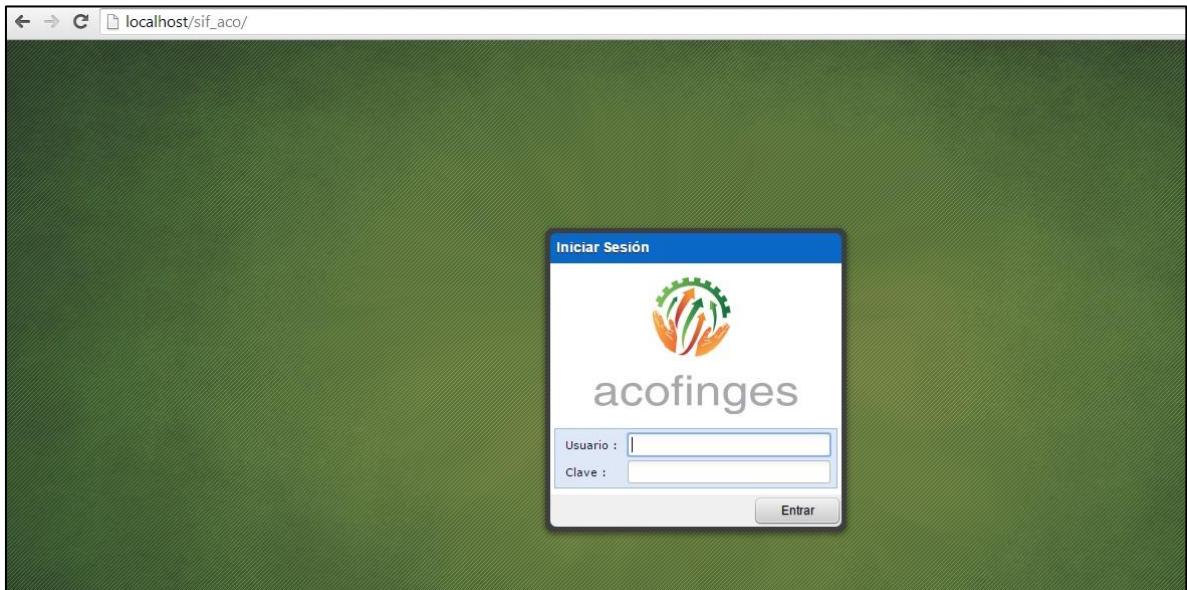 localhost/sif_aco/
Iniciar Sesión
acofinges
Usuario :
Clave :
Entrar